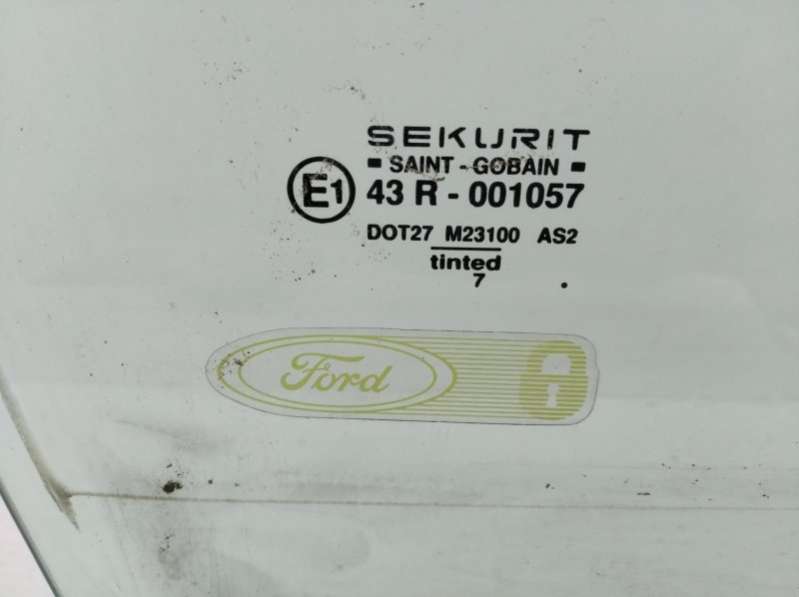 SEKURIT
SAINT - GOBAIN
E1 43 R - 001057
DOT27 M23100 AS2
tinted
7
Ford